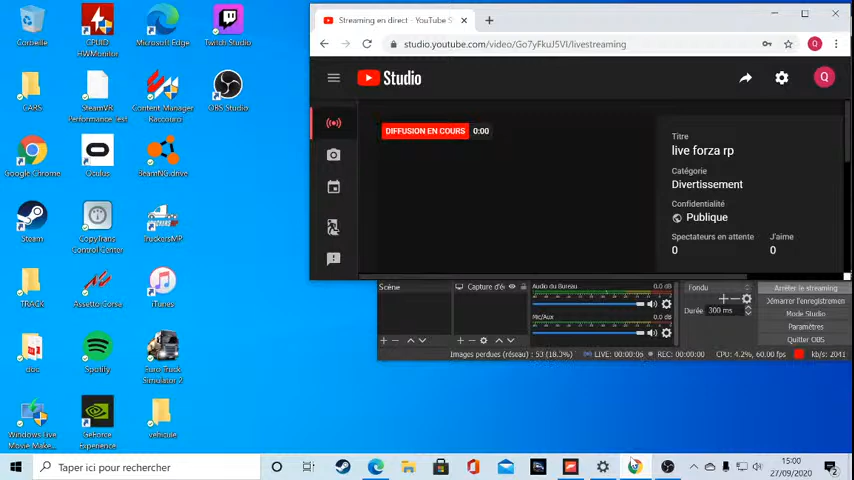 Corbeille
CPUID HWMonitor
Microsoft Edge
Twitch Studio
CARS
SteamVR Performance Test
Content Manager Raccourci
OBS Studio
Google Chrome
Oculus
BeamNG.drive
Steam
CopyTrans Control Center
TruckersMP
TRACK
Assetto Corse
iTunes
doc
Spotify
Euro Truck Simulator 2
Windows Live Movie Make...
GeForce Experience
vehicule
Streaming en direct - YouTube S
studio.youtube.com/video/Go7yFkuJ5VI/livestreaming
Q
Studio
Q
DIFFUSION EN COURS 0:00
Titre
live forza rp
Catégorie
Divertissement
Confidentialité
Publique
Spectateurs en attente J'aime
0 0
Scène
Capture d'é
Audio du Bureau 0.0 dB
Mic/Aux 0.0 dB
Fondu
Durée 300 ms
Arrêter le streaming
Démarrer l'enregistremen
Mode Studio
Paramètres
Quitter OBS
Images perdues (réseau) : 53 (18.0%) LIVE: 00:00:06 REC: 00:00:00 CPU: 4.2%, 60.00 fps kb/s: 2041
Taper ici pour rechercher
15:00
27/09/2020
2